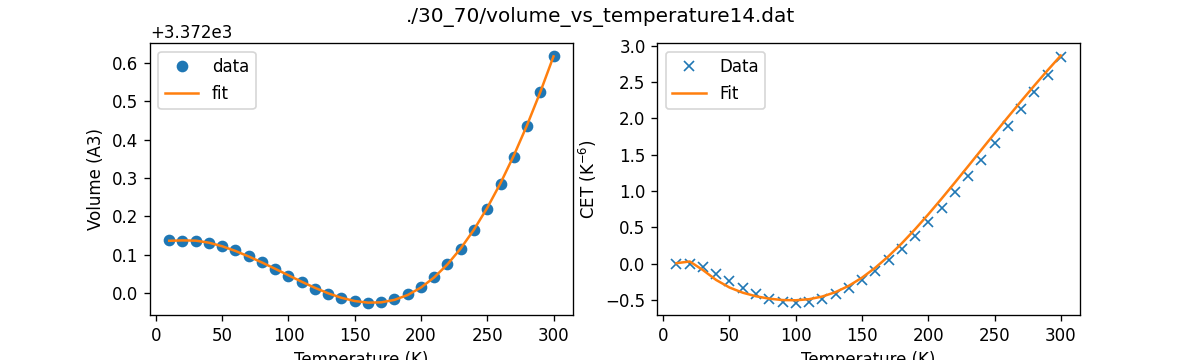 ./30_70/volume_vs_temperature14.dat
+3.372e3
0.6
0.5
0.4
0.3
0.2
0.1
0.0
Volume (A3)
data
fit
0 50 100 150 200 250 300
Temperature (K)
3.0
2.5
2.0
1.5
1.0
0.5
0.0
−0.5
CET (K⁻⁶)
Data
Fit
0 50 100 150 200 250 300
Temperature (K)